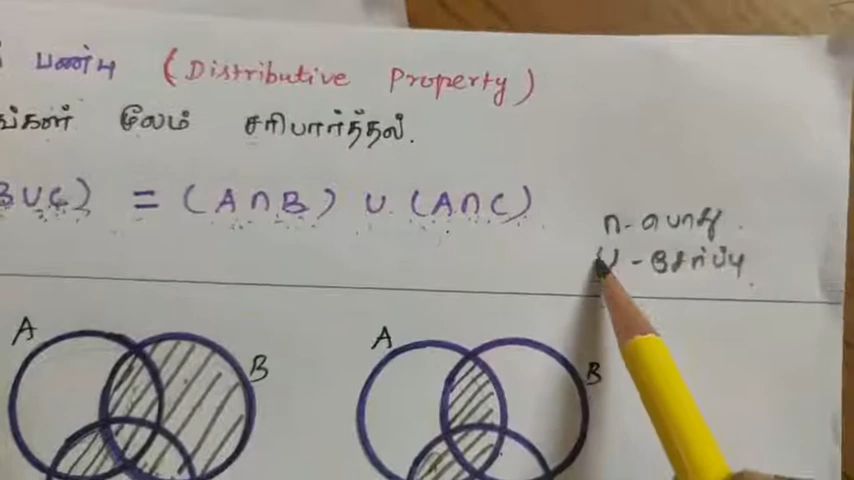 பண்பு (Distributive Property)
மூலம் சரிபார்த்தல்.
B∪C) = (A∩B) ∪ (A∩C)
∩ - பொது
∪ - சேர்ப்பு
A B A B